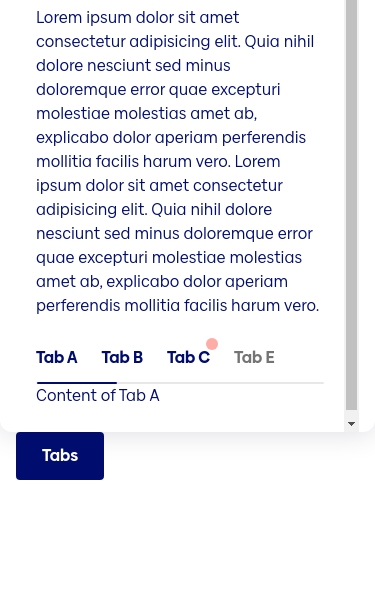 Lorem ipsum dolor sit amet
consectetur adipisicing elit. Quia nihil
dolore nesciunt sed minus
doloremque error quae excepturi
molestiae molestias amet ab,
explicabo dolor aperiam perferendis
mollitia facilis harum vero. Lorem
ipsum dolor sit amet consectetur
adipisicing elit. Quia nihil dolore
nesciunt sed minus doloremque error
quae excepturi molestiae molestias
amet ab, explicabo dolor aperiam
perferendis mollitia facilis harum vero.
Tab A Tab B Tab C Tab E
Content of Tab A
Tabs